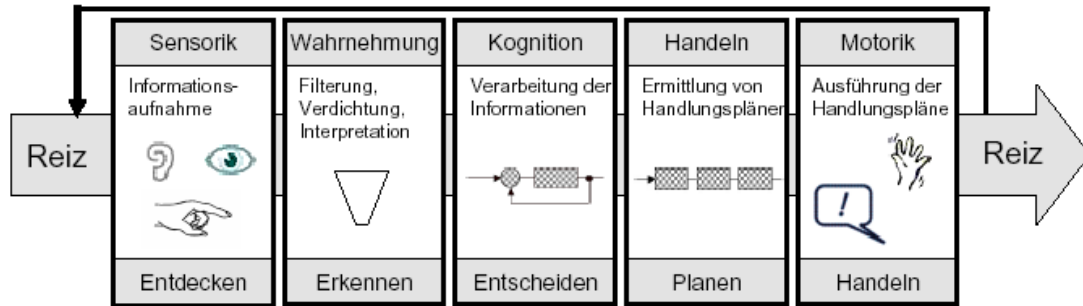 Reiz
Sensorik
Informations-
aufnahme
Entdecken
Wahrnehmung
Filterung,
Verdichtung,
Interpretation
Erkennen
Kognition
Verarbeitung der
Informationen
Entscheiden
Handeln
Ermittlung von
Handlungspläner
Planen
Motorik
Ausführung der
Handlungspläne
!
Handeln
Reiz